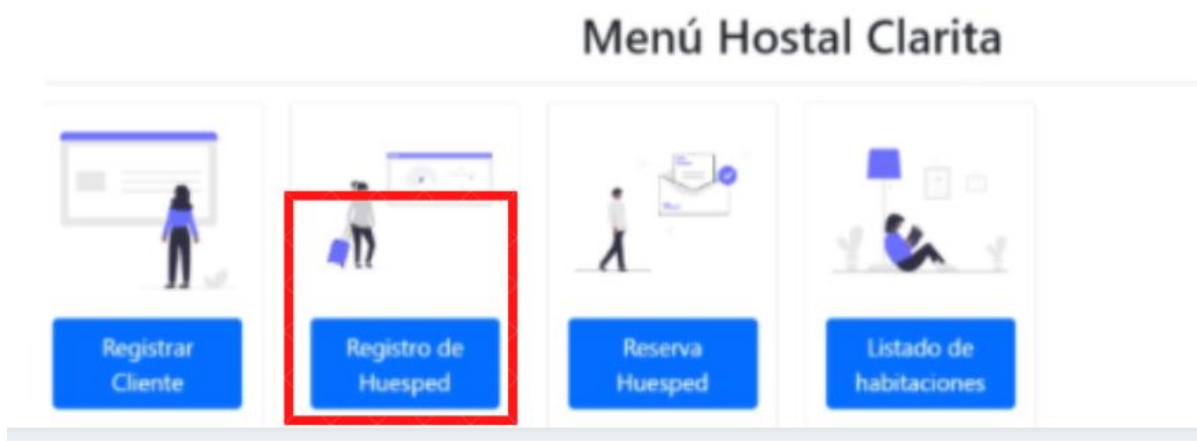 Menú Hostal Clarita
Registrar
Cliente
Registro de
Huesped
Reserva
Huesped
Listado de
habitaciones